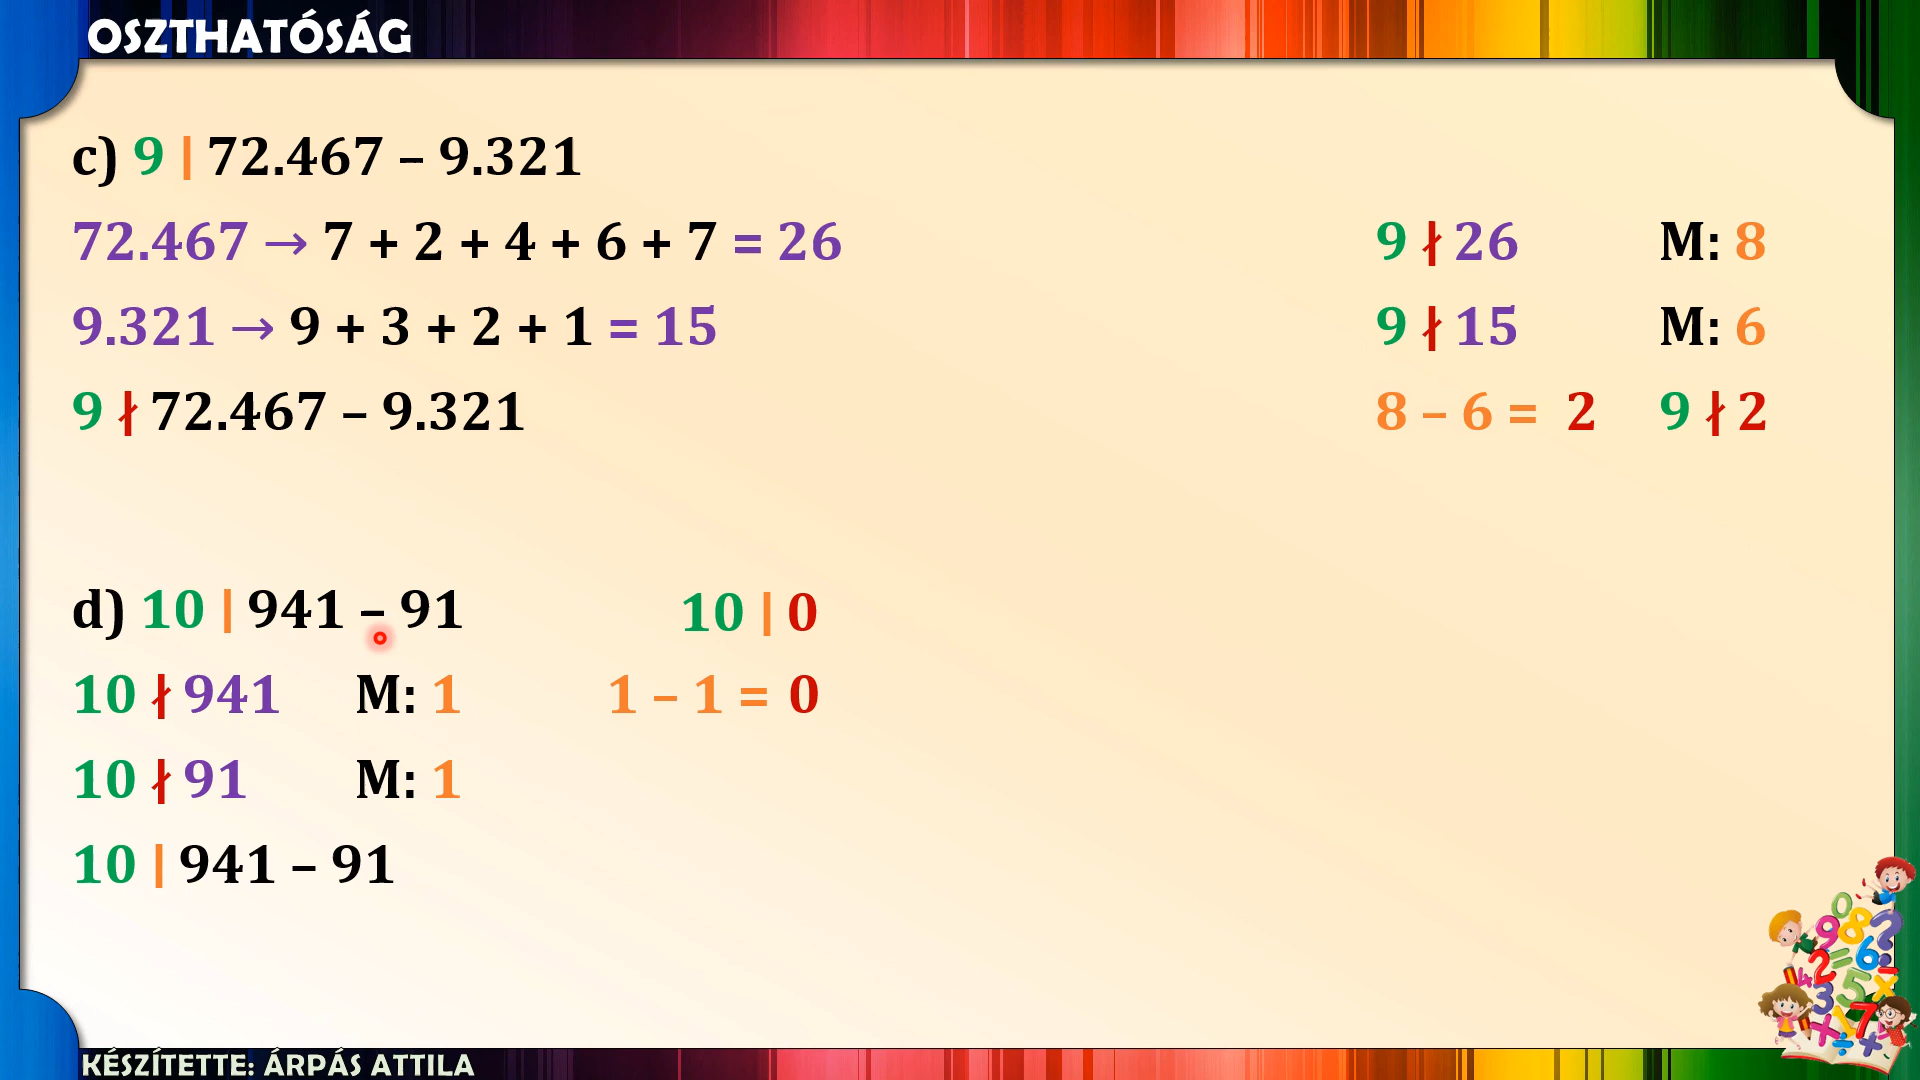 OSZTHATÓSÁG
c) 9 | 72.467 – 9.321
72.467 → 7 + 2 + 4 + 6 + 7 = 26 9 ∤ 26 M: 8
9.321 → 9 + 3 + 2 + 1 = 15 9 ∤ 15 M: 6
9 ∤ 72.467 – 9.321 8 – 6 = 2 9 ∤ 2
d) 10 | 941 – 91 10 | 0
10 ∤ 941 M: 1 1 – 1 = 0
10 ∤ 91 M: 1
10 | 941 – 91
KÉSZÍTETTE: ÁRPÁS ATTILA